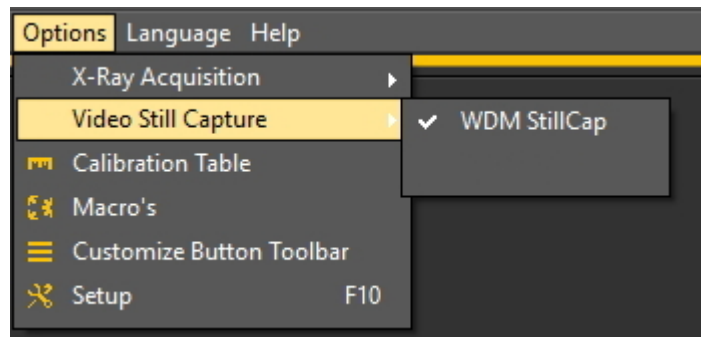 Options Language Help
X-Ray Acquisition
Video Still Capture
WDM StillCap
Calibration Table
Macro's
Customize Button Toolbar
Setup F10